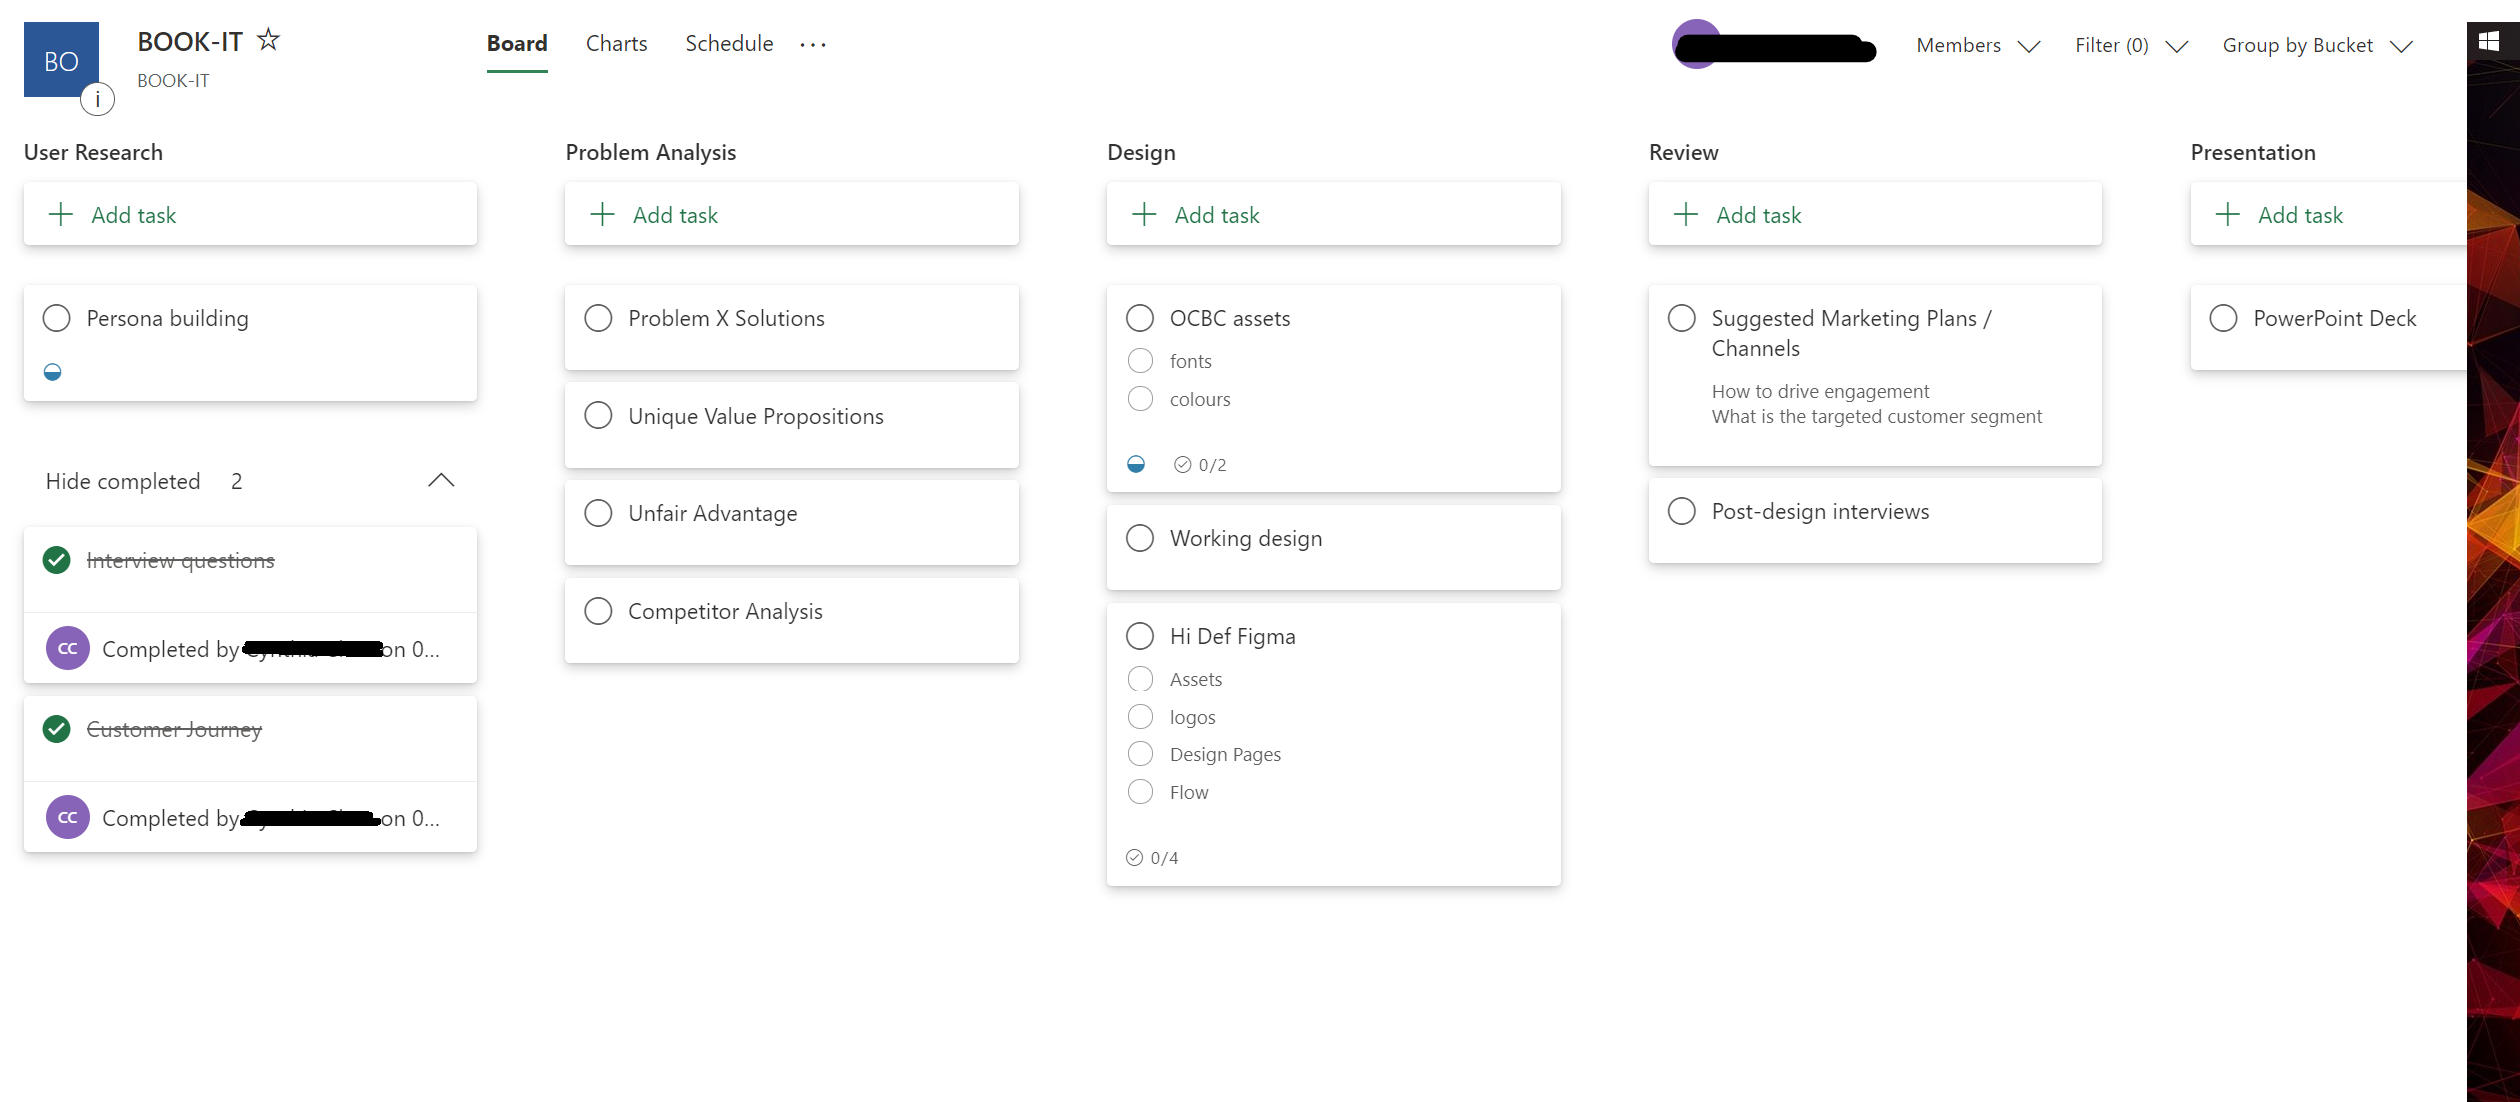 BO
BOOK-IT
BOOK-IT
i
Board Charts Schedule ...
Members
Filter (0)
Group by Bucket
User Research
Add task
Persona building
Hide completed 2
Interview questions
CC Completed by on 0...
Customer Journey
CC Completed by on 0...
Problem Analysis
Add task
Problem X Solutions
Unique Value Propositions
Unfair Advantage
Competitor Analysis
Design
Add task
OCBC assets
fonts
colours
0/2
Working design
Hi Def Figma
Assets
logos
Design Pages
Flow
0/4
Review
Add task
Suggested Marketing Plans /
Channels
How to drive engagement
What is the targeted customer segment
Post-design interviews
Presentation
Add task
PowerPoint Deck